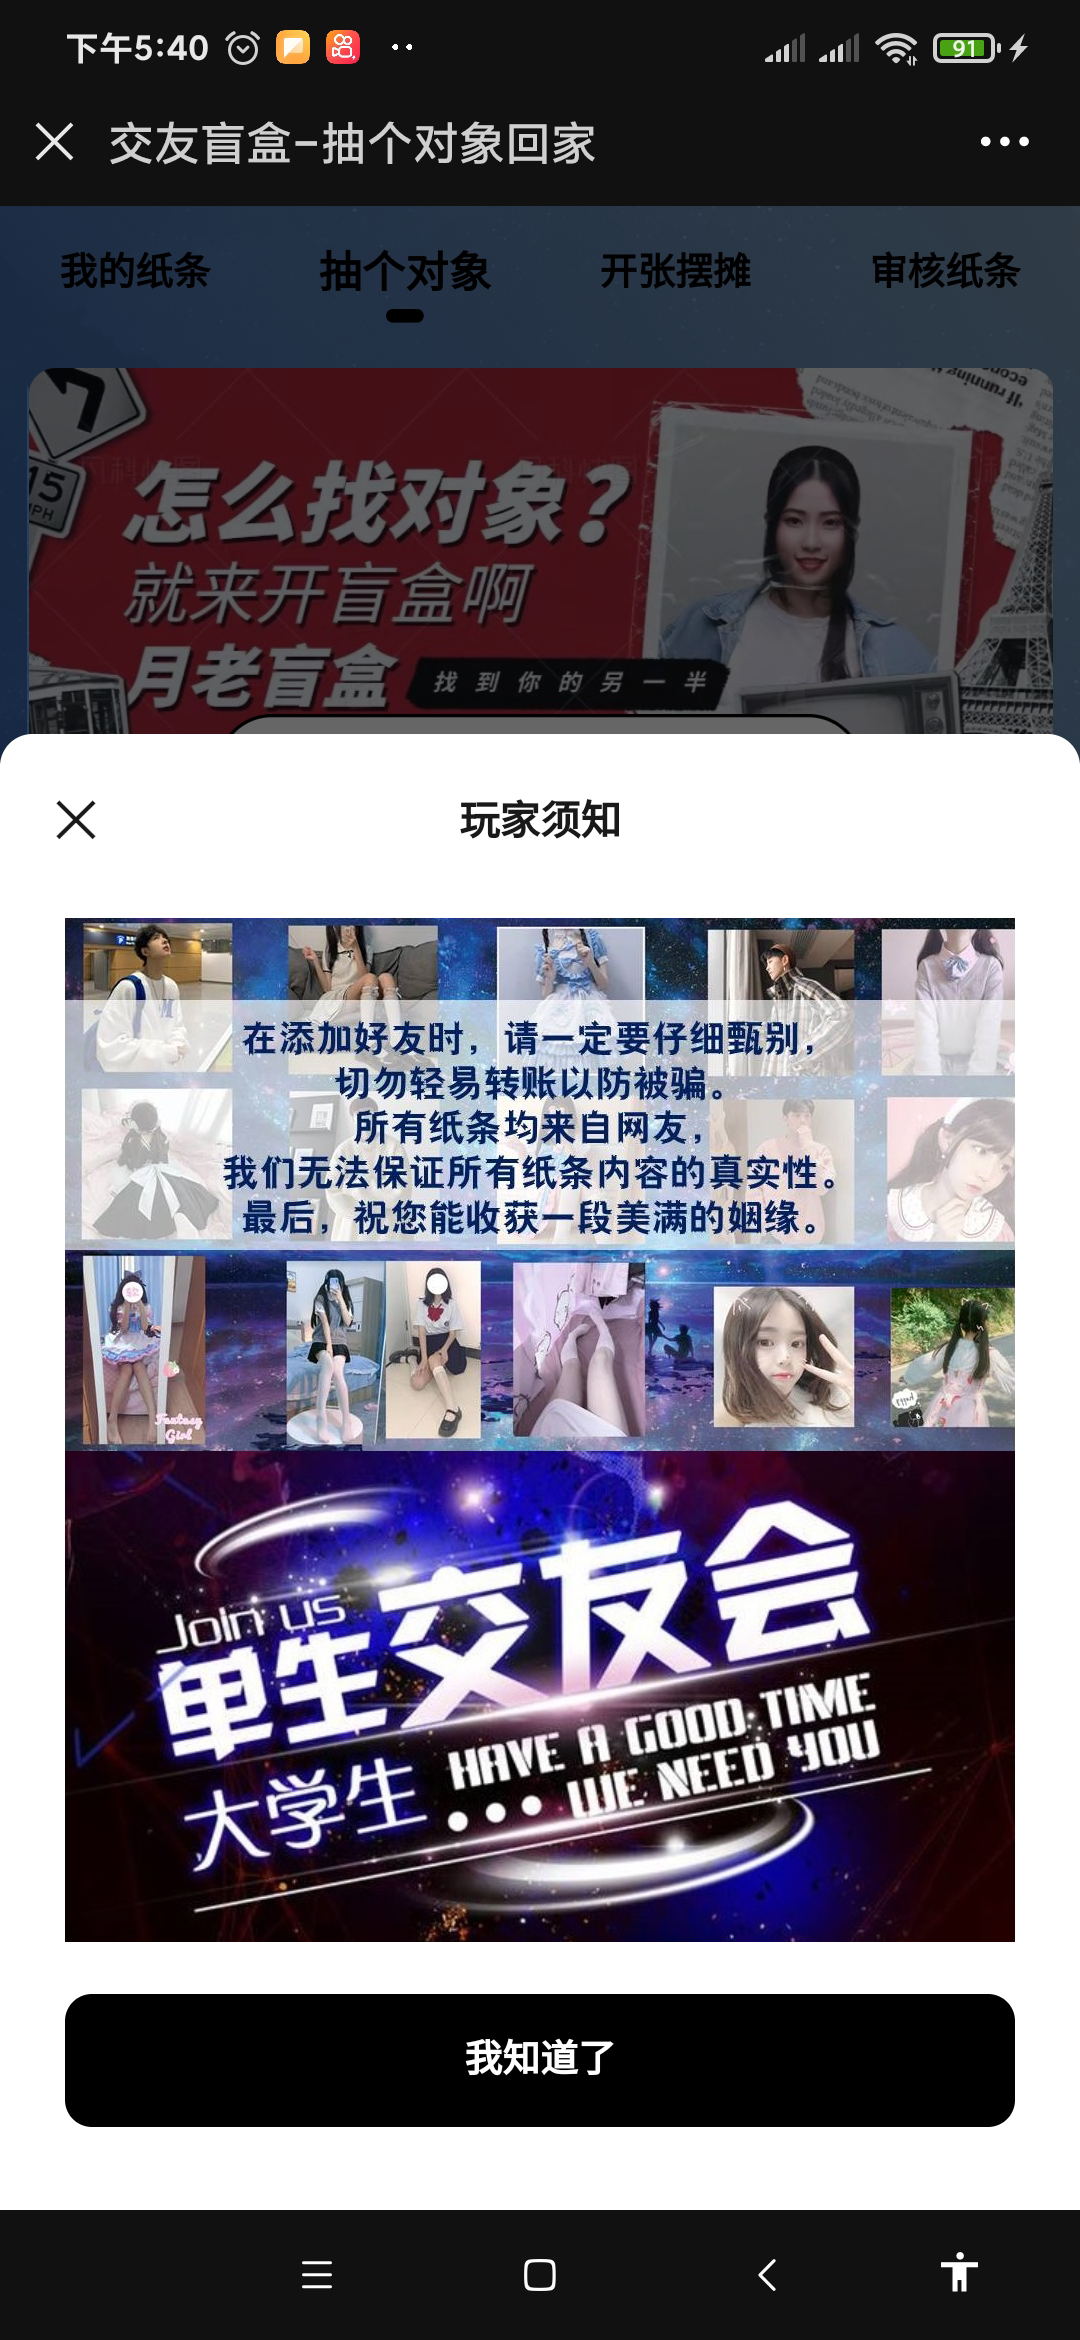 下午5:40
91
交友盲盒-抽个对象回家
我的纸条
抽个对象
开张摆摊
审核纸条
怎么找对象?
就来开盲盒啊
月老盲盒
找到你的另一半
15
MPH
If running
玩家须知
在添加好友时，请一定要仔细甄别，
切勿轻易转账以防被骗。
所有纸条均来自网友，
我们无法保证所有纸条内容的真实性。
最后，祝您能收获一段美满的姻缘。
Fantasy
Girl
Join us
单生交友会
大学生
HAVE A GOOD TIME
... WE NEED YOU
我知道了